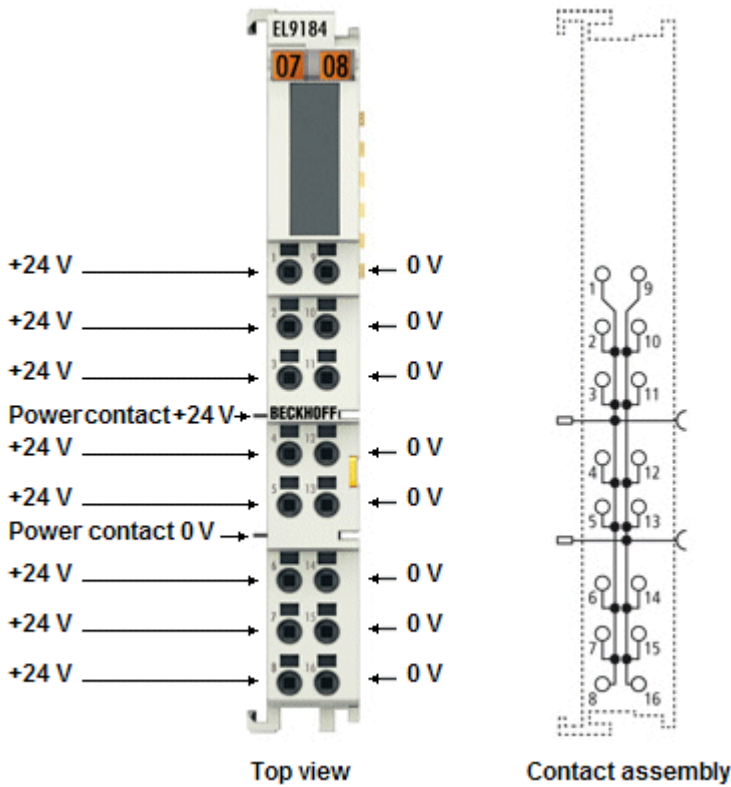 EL9184
07 08
+24 V 1 9 0 V 1 9
+24 V 2 10 0 V 2 10
+24 V 3 11 0 V 3 11
Powercontact +24 V BECKHOFF
+24 V 4 12 0 V 4 12
+24 V 5 13 0 V 5 13
Power contact 0 V
+24 V 6 14 0 V 6 14
+24 V 7 15 0 V 7 15
+24 V 8 16 0 V 8 16
Top view Contact assembly